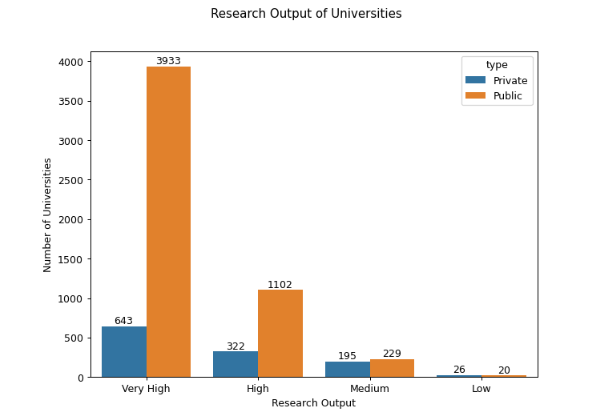 Research Output of Universities
type
Private
Public
4000
3500
3000
2500
2000
1500
1000
500
0
Number of Universities
643
3933
322
1102
195
229
26
20
Very High
High
Medium
Low
Research Output